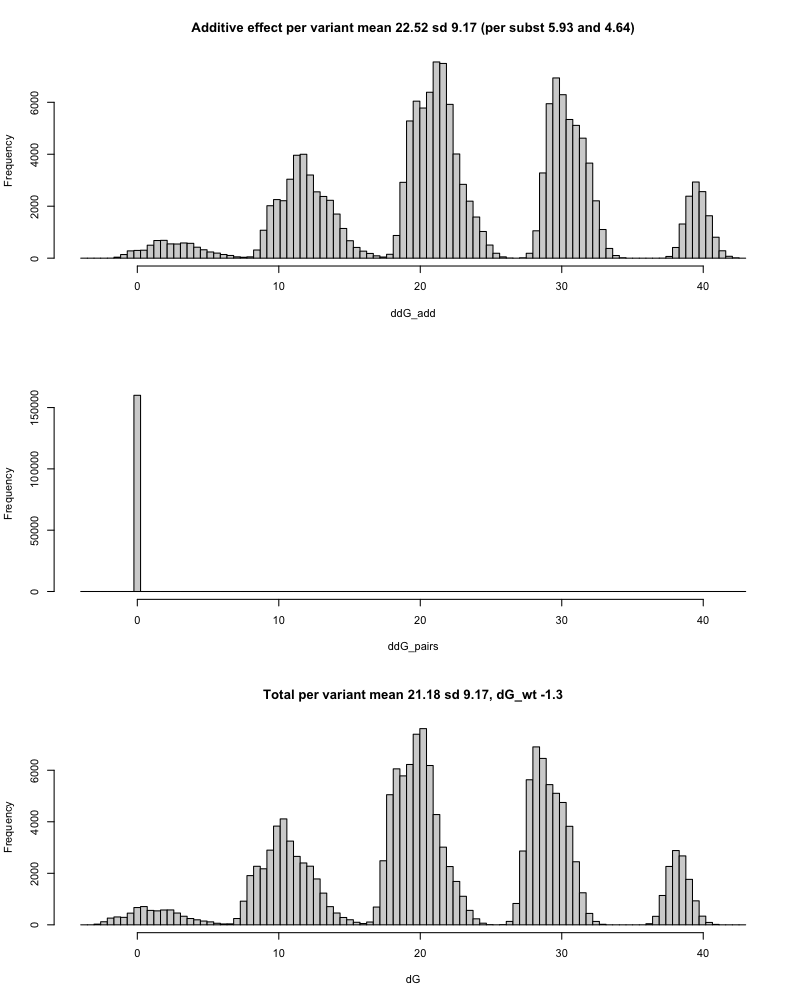 Additive effect per variant mean 22.52 sd 9.17 (per subst 5.93 and 4.64)
Frequency
0 2000 4000 6000
0 10 20 30 40
ddG_add
Frequency
0 50000 100000 150000
0 10 20 30 40
ddG_pairs
Total per variant mean 21.18 sd 9.17, dG_wt -1.3
Frequency
0 2000 4000 6000
0 10 20 30 40
dG